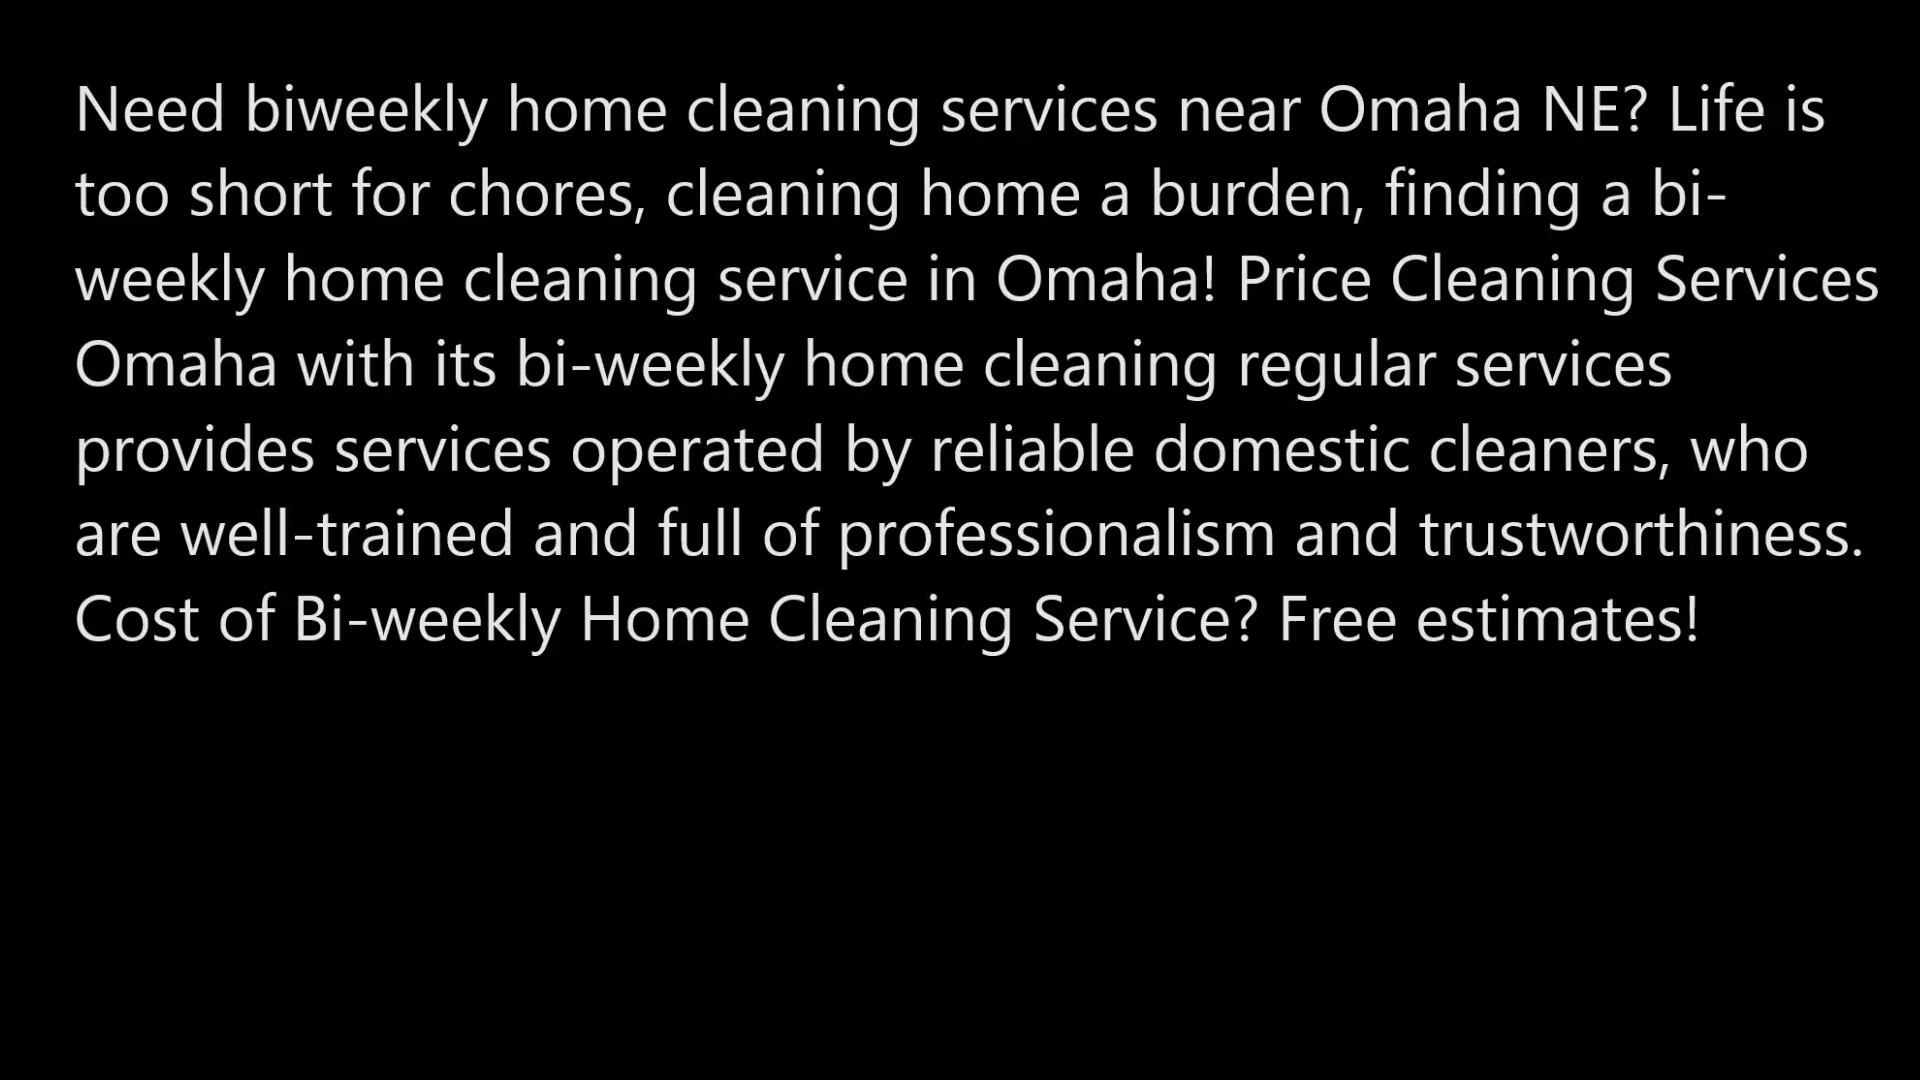 Need biweekly home cleaning services near Omaha NE? Life is
too short for chores, cleaning home a burden, finding a bi-
weekly home cleaning service in Omaha! Price Cleaning Services
Omaha with its bi-weekly home cleaning regular services
provides services operated by reliable domestic cleaners, who
are well-trained and full of professionalism and trustworthiness.
Cost of Bi-weekly Home Cleaning Service? Free estimates!